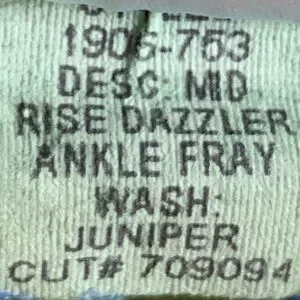 1906-753
DESC: MID
RISE DAZZLER
ANKLE FRAY
WASH:
JUNIPER
CUT# 709094